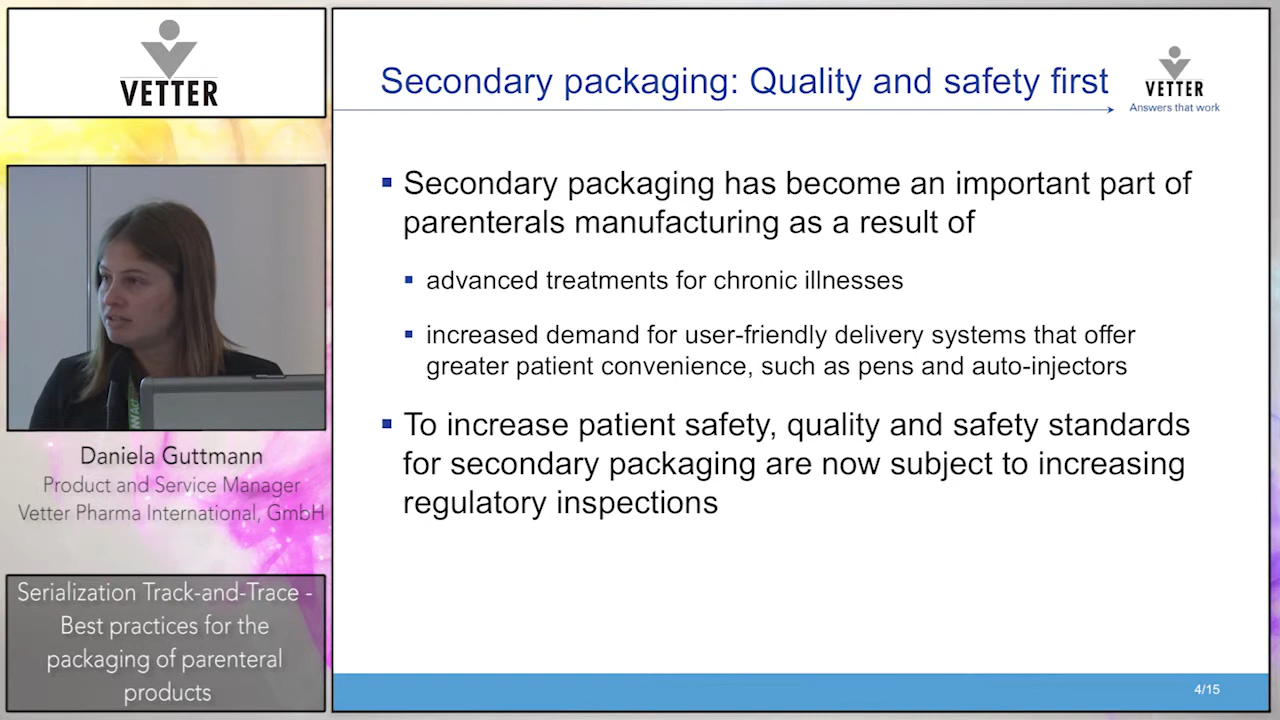 VETTER
Daniela Guttmann
Product and Service Manager
Vetter Pharma International, GmbH
Serialization Track-and-Trace -
Best practices for the
packaging of parenteral
products
Secondary packaging: Quality and safety first
VETTER
Answers that work
Secondary packaging has become an important part of
parenterals manufacturing as a result of
advanced treatments for chronic illnesses
increased demand for user-friendly delivery systems that offer
greater patient convenience, such as pens and auto-injectors
To increase patient safety, quality and safety standards
for secondary packaging are now subject to increasing
regulatory inspections
4/15